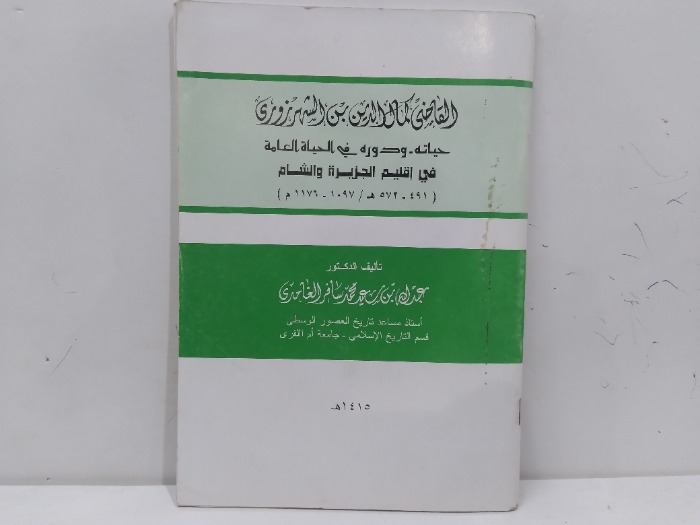 القاضي كمال الدين بن الشهرزوري
حياته - ودوره في الحياة العامة
في إقليم الجزيرة والشام
( ٤٩١ - ٥٧٢ هـ / ١٠٩٧ - ١١٧٦ م )
تأليف الدكتور
عبدالله بن سعيد محمد سافر الغامدي
أستاذ مساعد تاريخ العصور الوسطى
قسم التاريخ الإسلامي - جامعة أم القرى
١٤١٥هـ